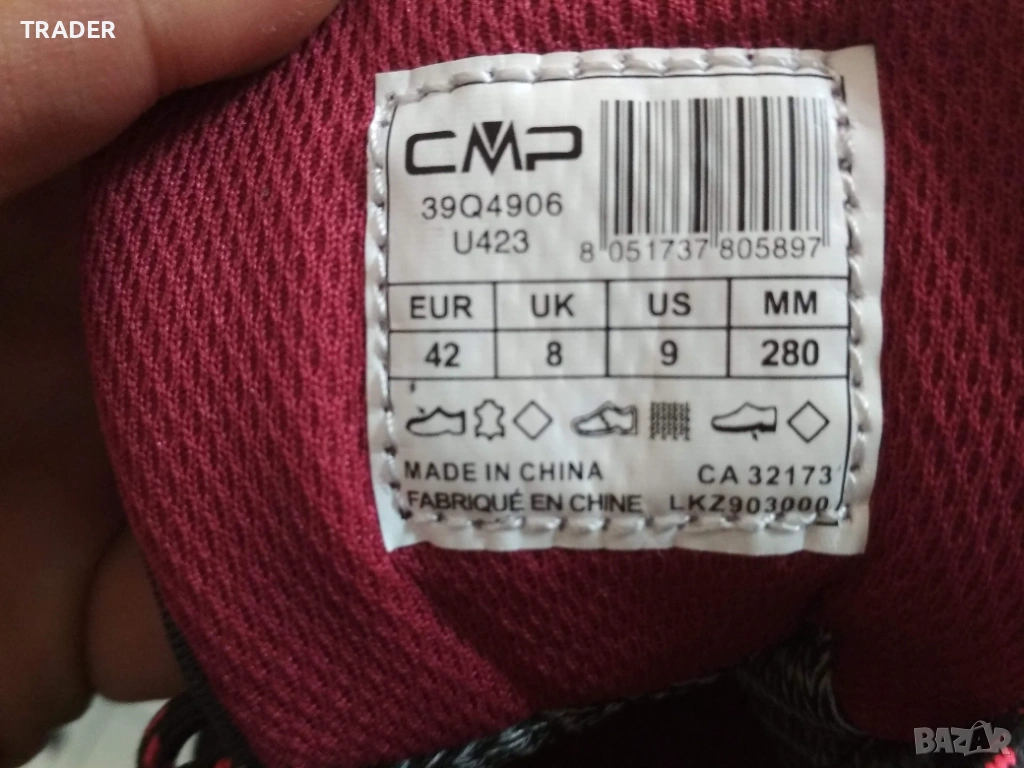 TRADER
CMP
39Q4906
U423
8 051737 805897
EUR UK US MM
42 8 9 280
MADE IN CHINA CA 32173
FABRIQUÉ EN CHINE LKZ903000
BAZAR